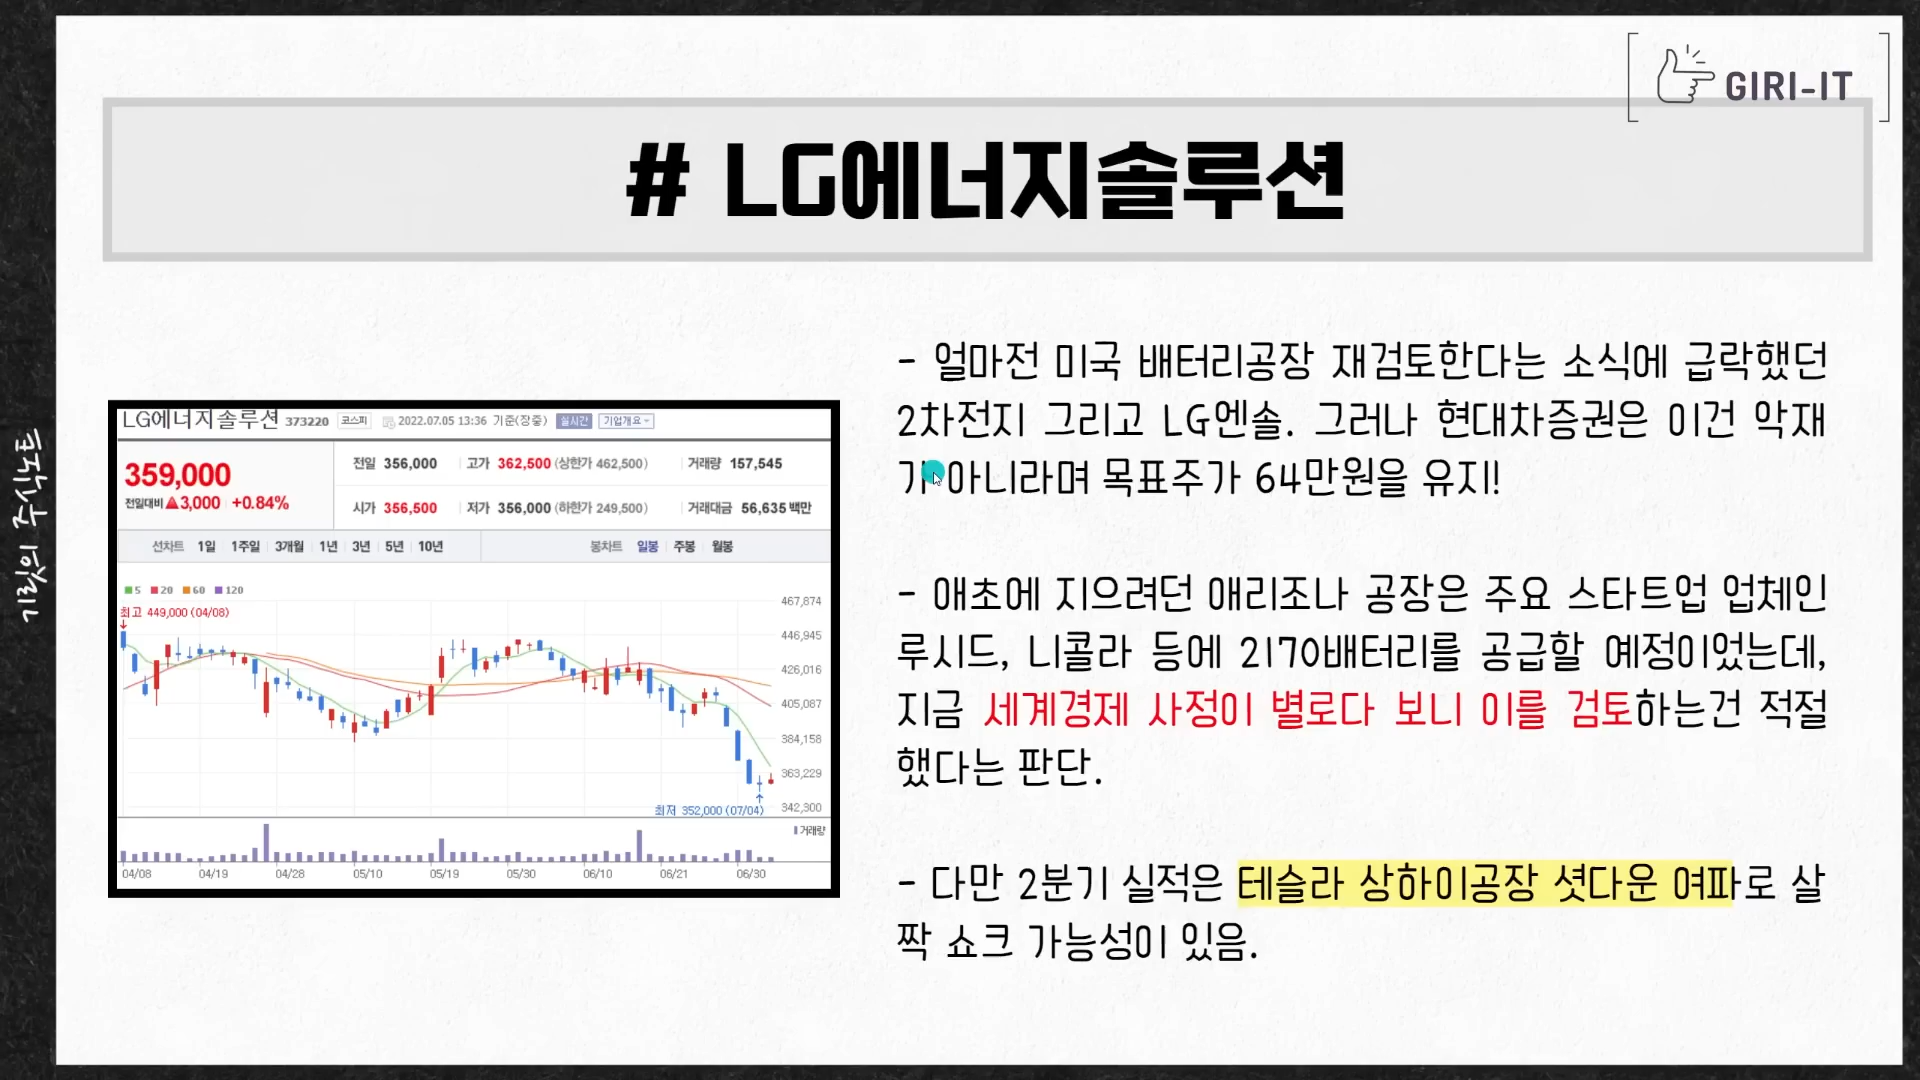 GIRI-IT
# LG에너지솔루션
기릿의 주식노트
LG에너지솔루션 373220 코스피 2022.07.05 13:36 기준(장중) 실시간 기업개요
359,000
전일대비 ▲3,000 +0.84%
전일 356,000 고가 362,500 (상한가 462,500) 거래량 157,545
시가 356,500 저가 356,000 (하한가 249,500) 거래대금 56,635 백만
선차트 1일 1주일 3개월 1년 3년 5년 10년 봉차트 일봉 주봉 월봉
5 20 60 120
최고 449,000 (04/08)
467,874
446,945
426,016
405,087
384,158
363,229
342,300
최저 352,000 (07/04)
거래량
04/08 04/19 04/28 05/10 05/19 05/30 06/10 06/21 06/30
- 얼마전 미국 배터리공장 재검토한다는 소식에 급락했던
2차전지 그리고 LG엔솔. 그러나 현대차증권은 이건 악재
가 아니라며 목표주가 64만원을 유지!
- 애초에 지으려던 애리조나 공장은 주요 스타트업 업체인
루시드, 니콜라 등에 2170배터리를 공급할 예정이었는데,
지금 세계경제 사정이 별로다 보니 이를 검토하는건 적절
했다는 판단.
- 다만 2분기 실적은 테슬라 상하이공장 셧다운 여파로 살
짝 쇼크 가능성이 있음.